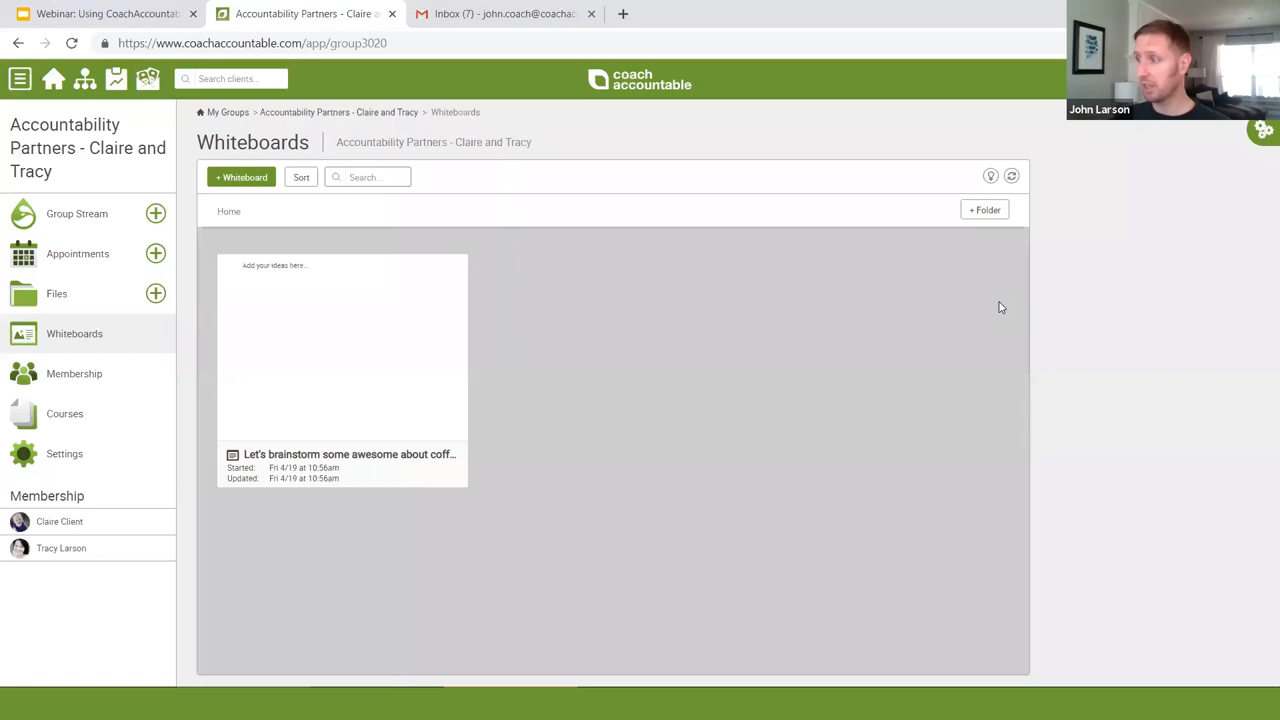 Webinar: Using CoachAccountab
Accountability Partners - Claire a
Inbox (7) - john.coach@coachac
https://www.coachaccountable.com/app/group3020
Search clients...
coach
accountable
John Larson
Accountability
Partners - Claire and
Tracy
Group Stream
Appointments
Files
Whiteboards
Membership
Courses
Settings
Membership
Claire Client
Tracy Larson
My Groups > Accountability Partners - Claire and Tracy > Whiteboards
Whiteboards
Accountability Partners - Claire and Tracy
+ Whiteboard
Sort
Search...
Home
+ Folder
Add your ideas here...
Let's brainstorm some awesome about coff...
Started: Fri 4/19 at 10:56am
Updated: Fri 4/19 at 10:56am